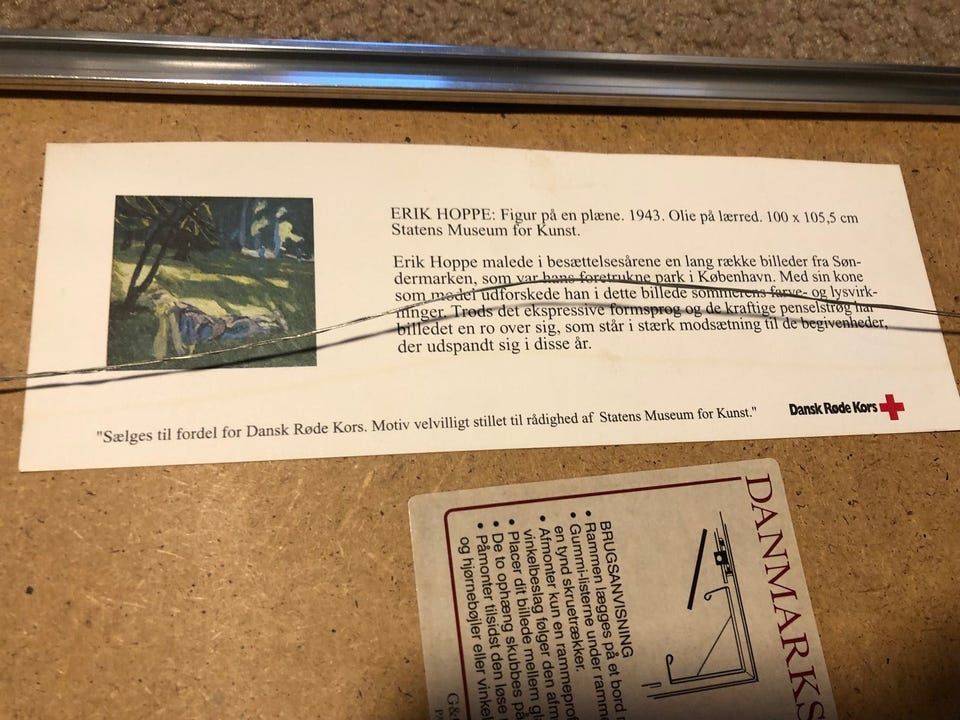 ERIK HOPPE: Figur på en plæne. 1943. Olie på lærred. 100 x 105,5 cm
Statens Museum for Kunst.
Erik Hoppe malede i besættelsesårene en lang række billeder fra Søn-
dermarken, som var hans foretrukne park i København. Med sin kone
som model udforskede han i dette billede sommerens farve- og lysvirk-
ninger. Trods det ekspressive formsprog og de kraftige penselstrøg har
billedet en ro over sig, som står i stærk modsætning til de begivenheder,
der udspandt sig i disse år.
"Sælges til fordel for Dansk Røde Kors. Motiv velvilligt stillet til rådighed af Statens Museum for Kunst."
Dansk Røde Kors
DANMARKS
BRUGSANVISNING
• Rammen lægges på et bord
• Gummi-listerne under
en tynd skruetrækker.
• Afmonter kun en
vinkelbeslag følger den
• Placer dit billede mellem
• De to ophæng skubbes på
• Påmonter tilsidst den løse
og hjørnebøjler eller